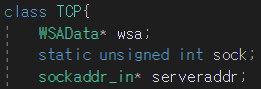 class TCP{
WSAData* wsa;
static unsigned int sock;
sockaddr_in* serveraddr;